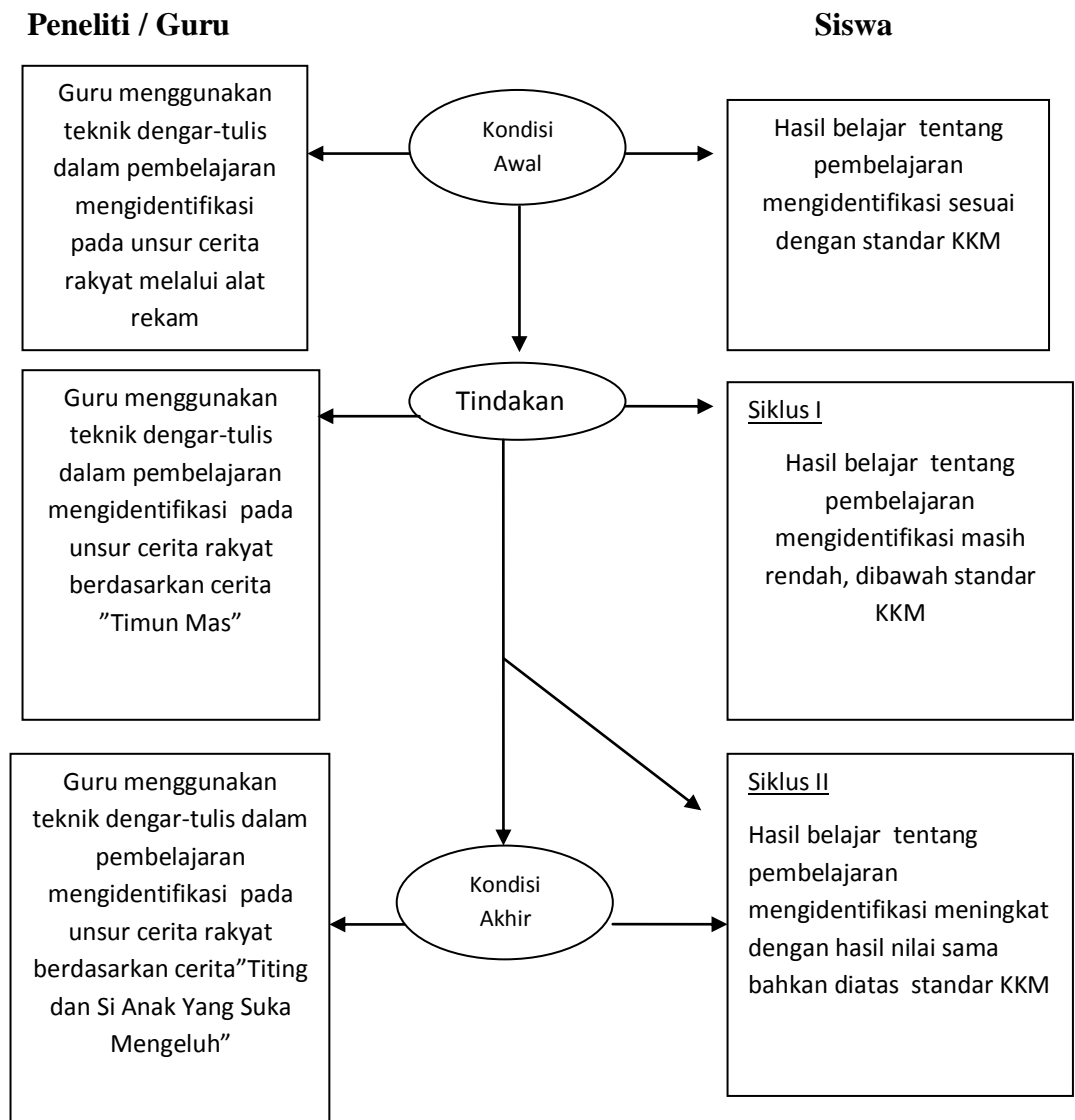 Peneliti / Guru
Siswa
Guru menggunakan
teknik dengar-tulis
dalam pembelajaran
mengidentifikasi
pada unsur cerita
rakyat melalui alat
rekam
Kondisi
Awal
Hasil belajar tentang
pembelajaran
mengidentifikasi sesuai
dengan standar KKM
Guru menggunakan
teknik dengar-tulis
dalam pembelajaran
mengidentifikasi pada
unsur cerita rakyat
berdasarkan cerita
”Timun Mas”
Tindakan
Siklus I
Hasil belajar tentang
pembelajaran
mengidentifikasi masih
rendah, dibawah standar
KKM
Guru menggunakan
teknik dengar-tulis dalam
pembelajaran
mengidentifikasi pada
unsur cerita rakyat
berdasarkan cerita”Titing
dan Si Anak Yang Suka
Mengeluh”
Kondisi
Akhir
Siklus II
Hasil belajar tentang
pembelajaran
mengidentifikasi meningkat
dengan hasil nilai sama
bahkan diatas standar KKM